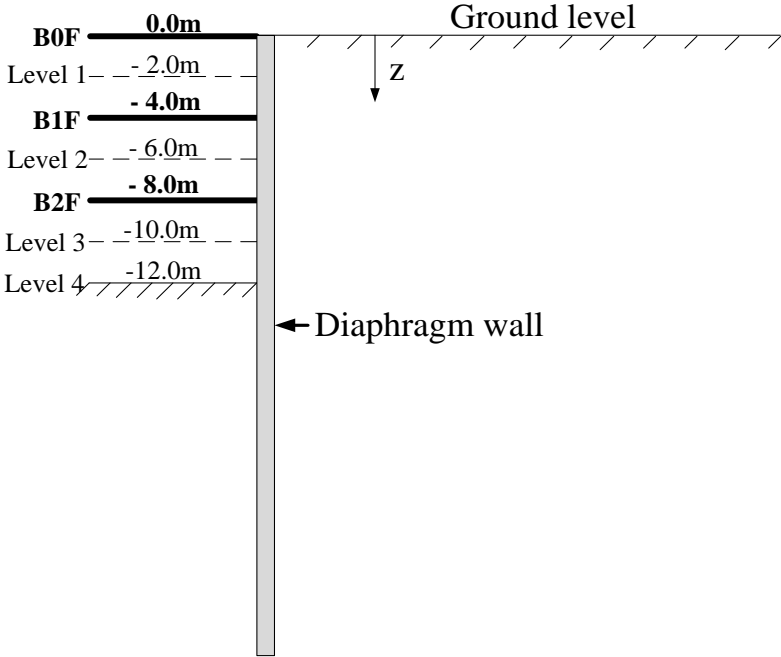 Ground level
B0F 0.0m
z
Level 1 - 2.0m
B1F - 4.0m
Level 2 - 6.0m
B2F - 8.0m
Level 3 -10.0m
Level 4 -12.0m
Diaphragm wall